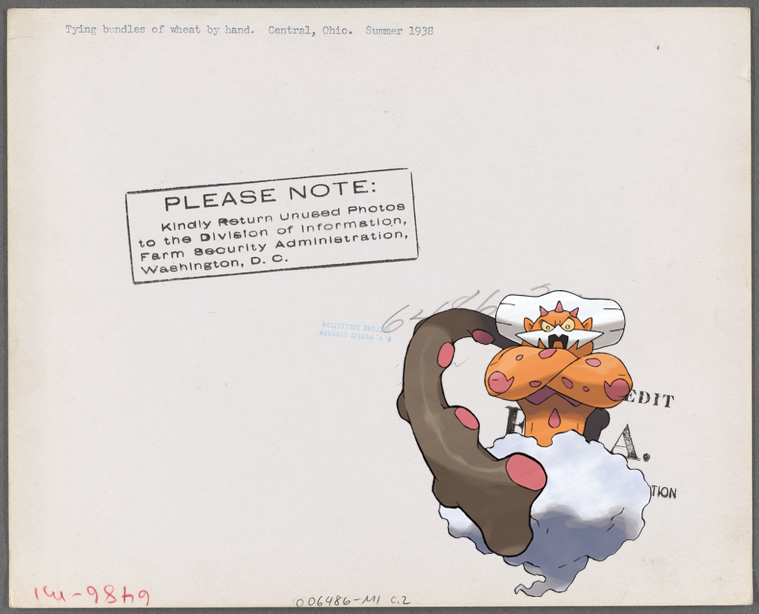 Tying bundles of wheat by hand. Central, Ohio. Summer 1938
PLEASE NOTE:
Kindly Return Unused Photos
to the Division of Information,
Farm Security Administration,
Washington, D. C.
EDIT
A.
TION
6486-M1
006486-M1 C.2